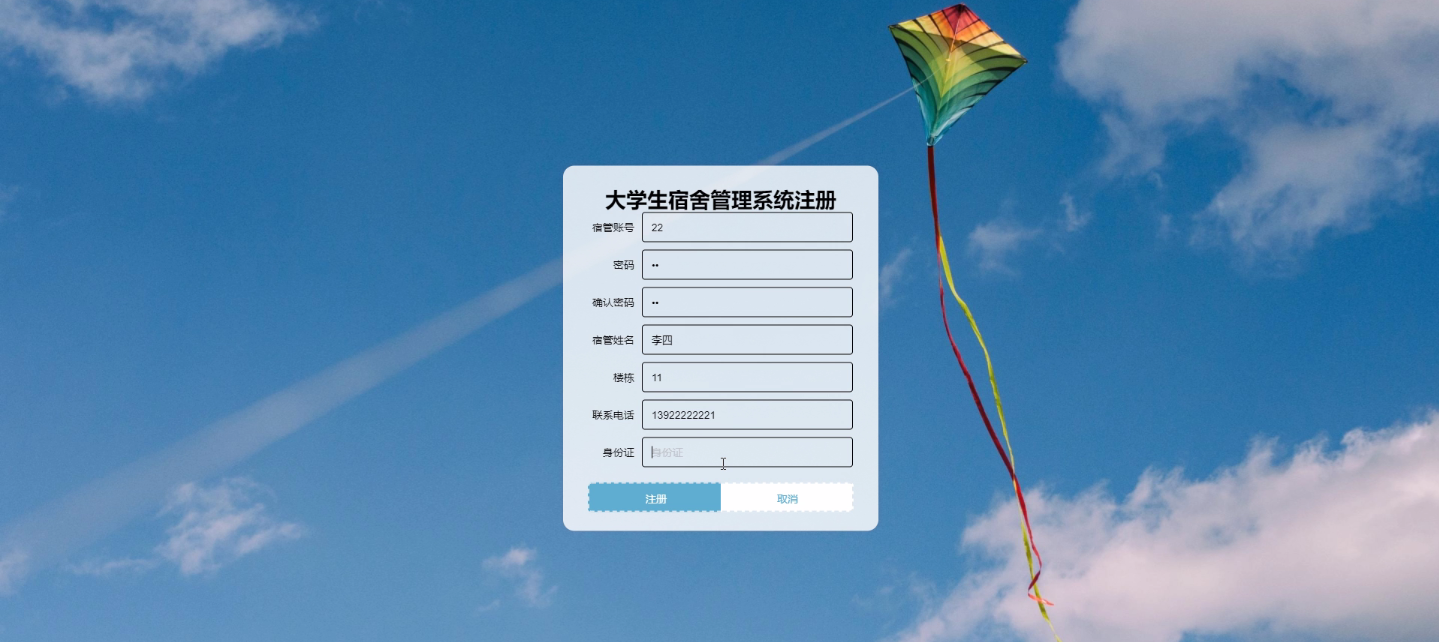 大学生宿舍管理系统注册
宿管账号 22
密码 ••
确认密码 ••
宿管姓名 李四
楼栋 11
联系电话 13922222221
身份证 身份证
注册 取消